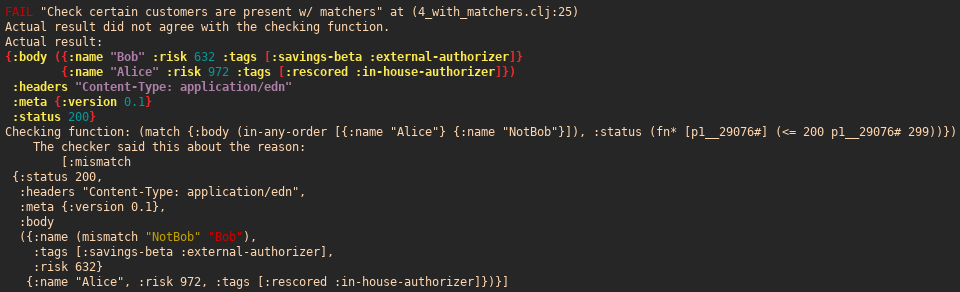 FAIL "Check certain customers are present w/ matchers" at (4_with_matchers.clj:25)
Actual result did not agree with the checking function.
Actual result:
{:body ({:name "Bob" :risk 632 :tags [:savings-beta :external-authorizer]}
        {:name "Alice" :risk 972 :tags [:rescored :in-house-authorizer]})
 :headers "Content-Type: application/edn"
 :meta {:version 0.1}
 :status 200}
Checking function: (match {:body (in-any-order [{:name "Alice"} {:name "NotBob"}]), :status (fn* [p1__29076#] (<= 200 p1__29076# 299))})
    The checker said this about the reason:
        [:mismatch
 {:status 200,
  :headers "Content-Type: application/edn",
  :meta {:version 0.1},
  :body
  ({:name (mismatch "NotBob" "Bob"),
    :tags [:savings-beta :external-authorizer],
    :risk 632}
   {:name "Alice", :risk 972, :tags [:rescored :in-house-authorizer]})}]